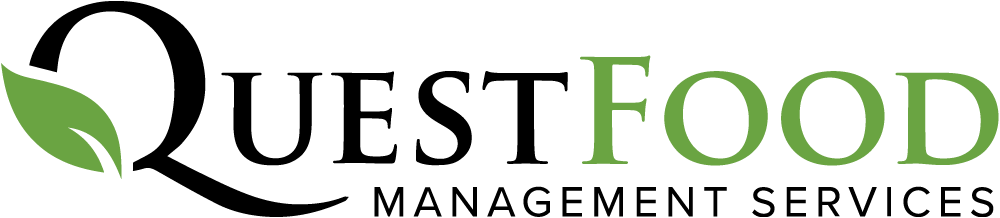 QuestFood
MANAGEMENT SERVICES